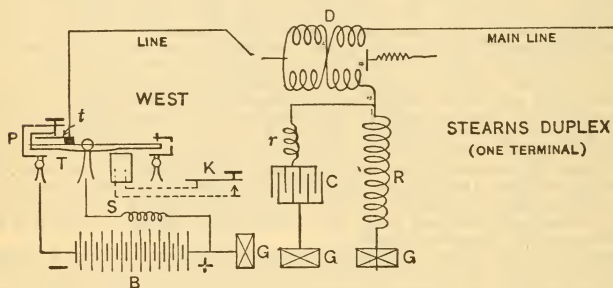 D
LINE
MAIN LINE
WEST
P
t
T
K
S
B
G
r
C
R
G
G
STEARNS DUPLEX
(ONE TERMINAL)
− +